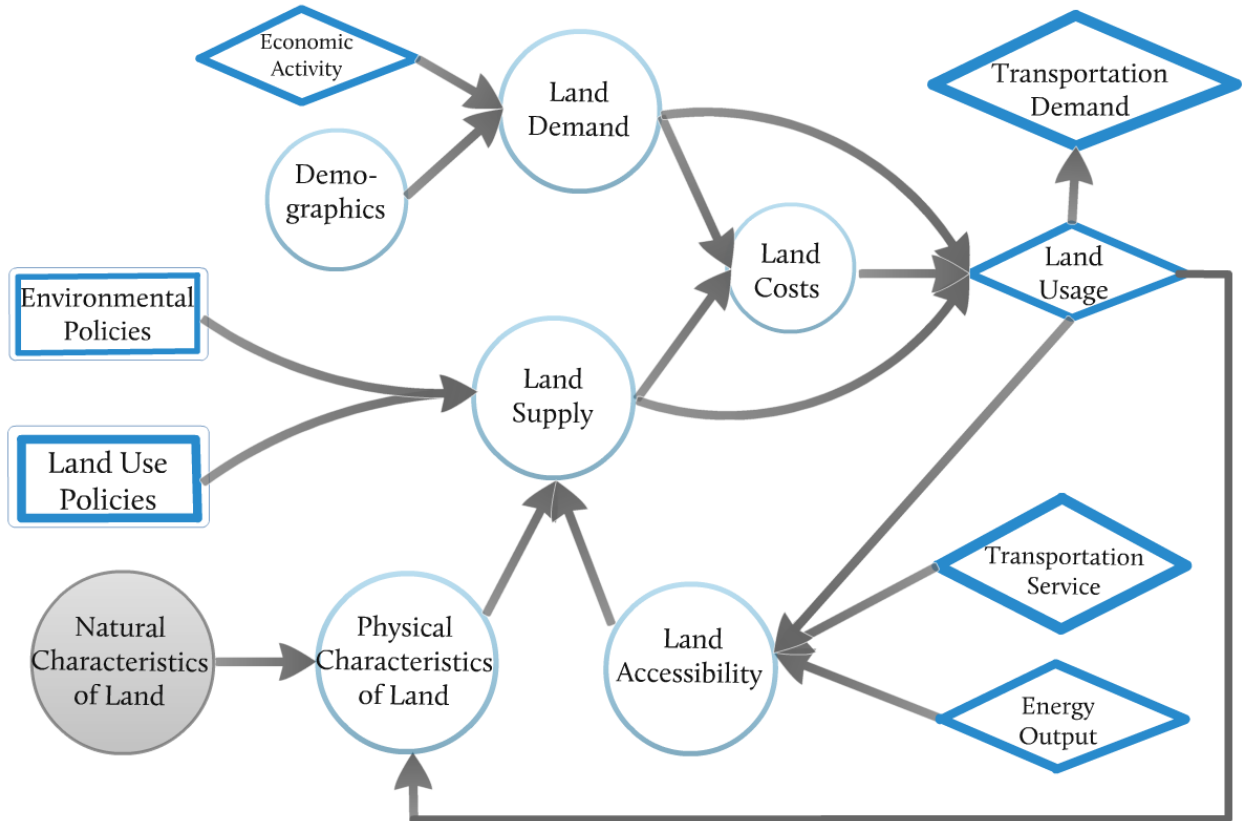 Economic
Activity
Land
Demand
Transportation
Demand
Demo-
graphics
Land
Costs
Land
Usage
Environmental
Policies
Land
Supply
Land Use
Policies
Transportation
Service
Natural
Characteristics
of Land
Physical
Characteristics
of Land
Land
Accessibility
Energy
Output